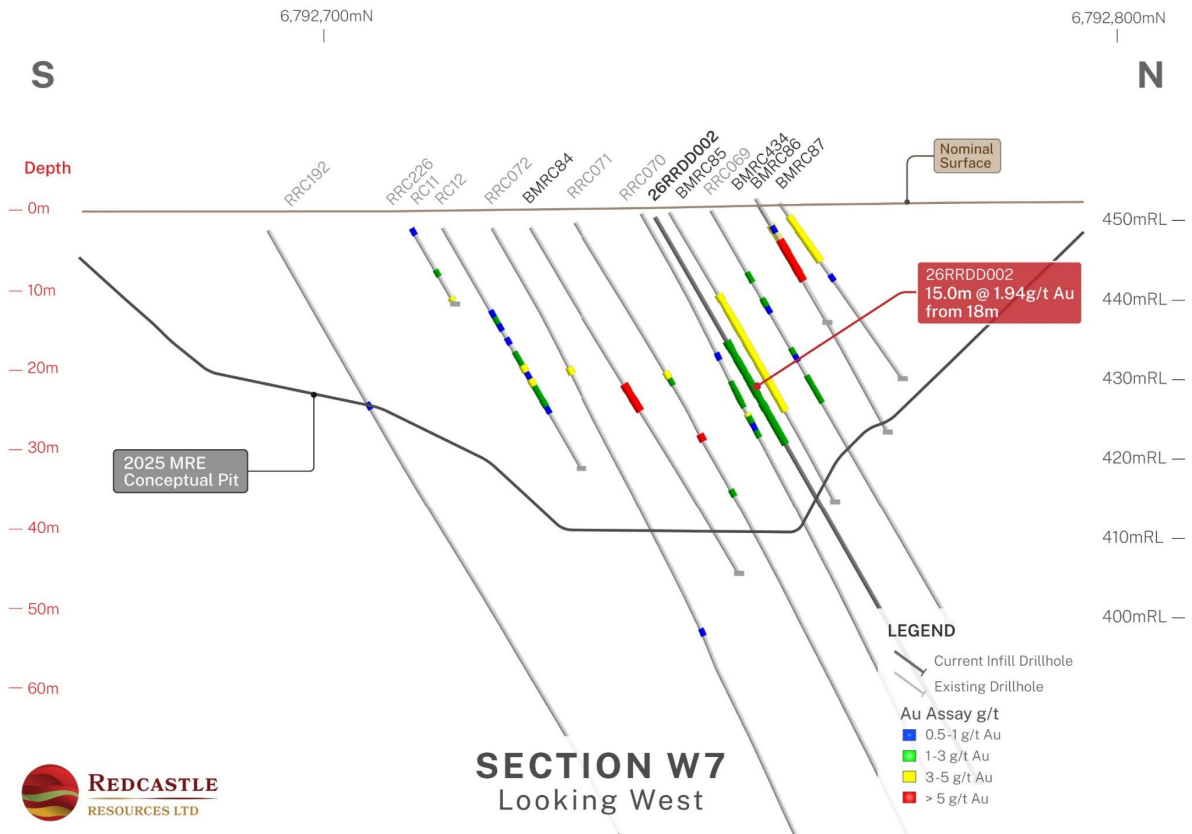 6,792,700mN
6,792,800mN
S
N
Depth
Nominal
Surface
RRC192
RRC226
RC11
RC12
RRC072
BMRC84
RRC071
RRC070
26RRDD002
BMRC85
RRC069
BMRC434
BMRC86
BMRC87
0m
10m
20m
30m
40m
50m
60m
450mRL
440mRL
430mRL
420mRL
410mRL
400mRL
26RRDD002
15.0m @ 1.94g/t Au
from 18m
2025 MRE
Conceptual Pit
LEGEND
Current Infill Drillhole
Existing Drillhole
Au Assay g/t
0.5-1 g/t Au
1-3 g/t Au
3-5 g/t Au
> 5 g/t Au
SECTION W7
Looking West
REDCASTLE
RESOURCES LTD